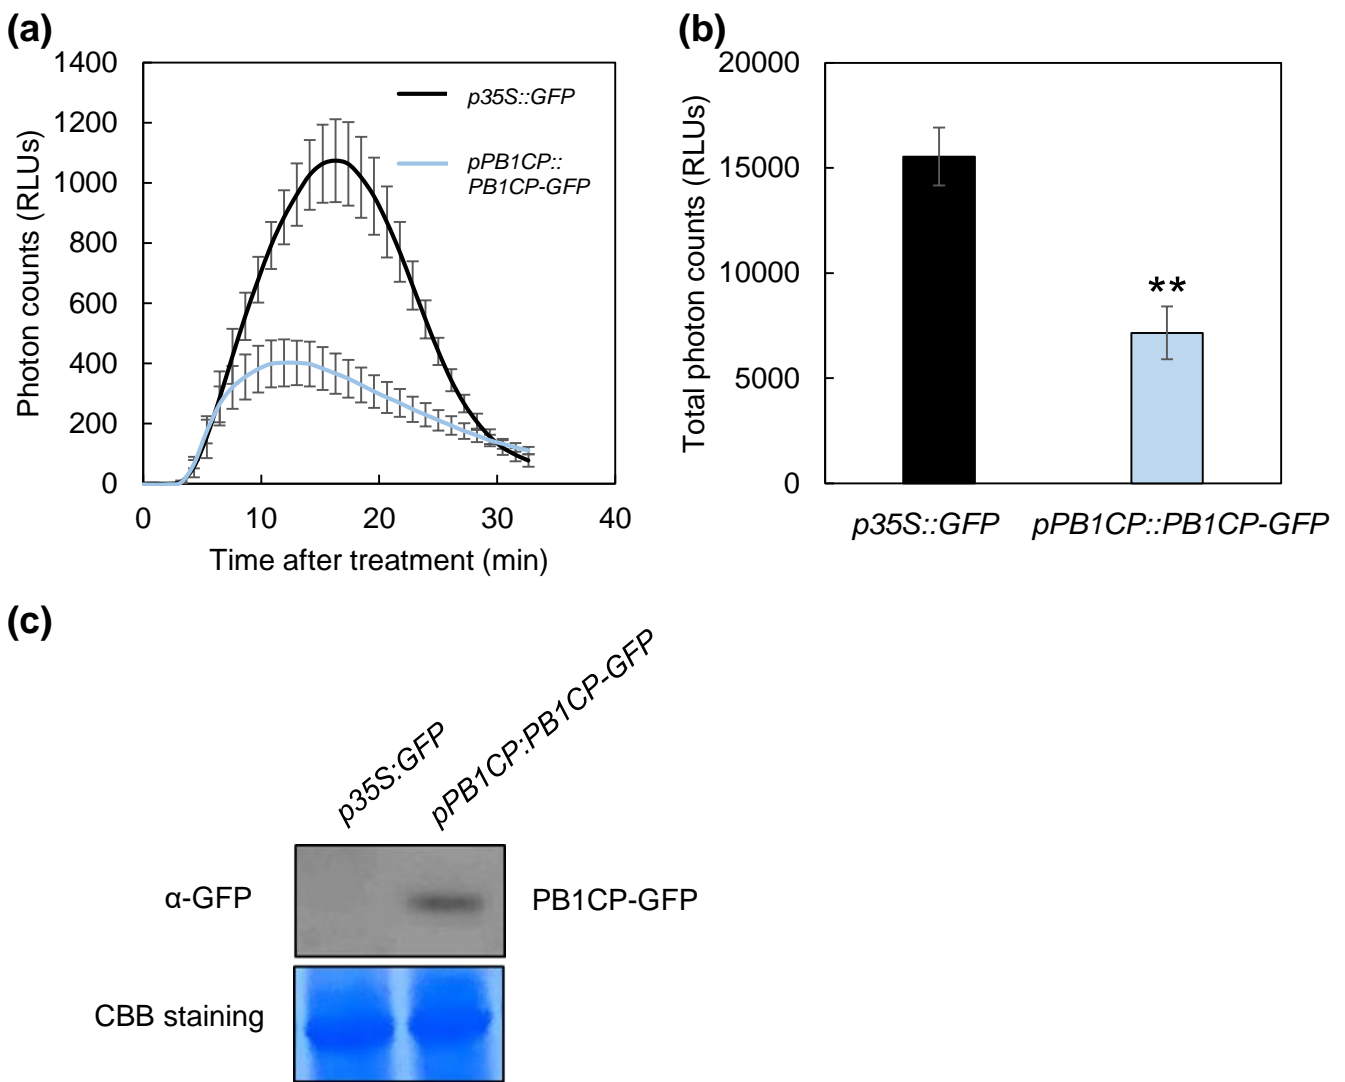 (a)
Photon counts (RLUs)
1400
1200
1000
800
600
400
200
0
0 10 20 30 40
Time after treatment (min)
p35S::GFP
pPB1CP::
PB1CP-GFP
(b)
Total photon counts (RLUs)
20000
15000
10000
5000
0
**
p35S::GFP pPB1CP::PB1CP-GFP
(c)
p35S:GFP
pPB1CP:PB1CP-GFP
α-GFP PB1CP-GFP
CBB staining